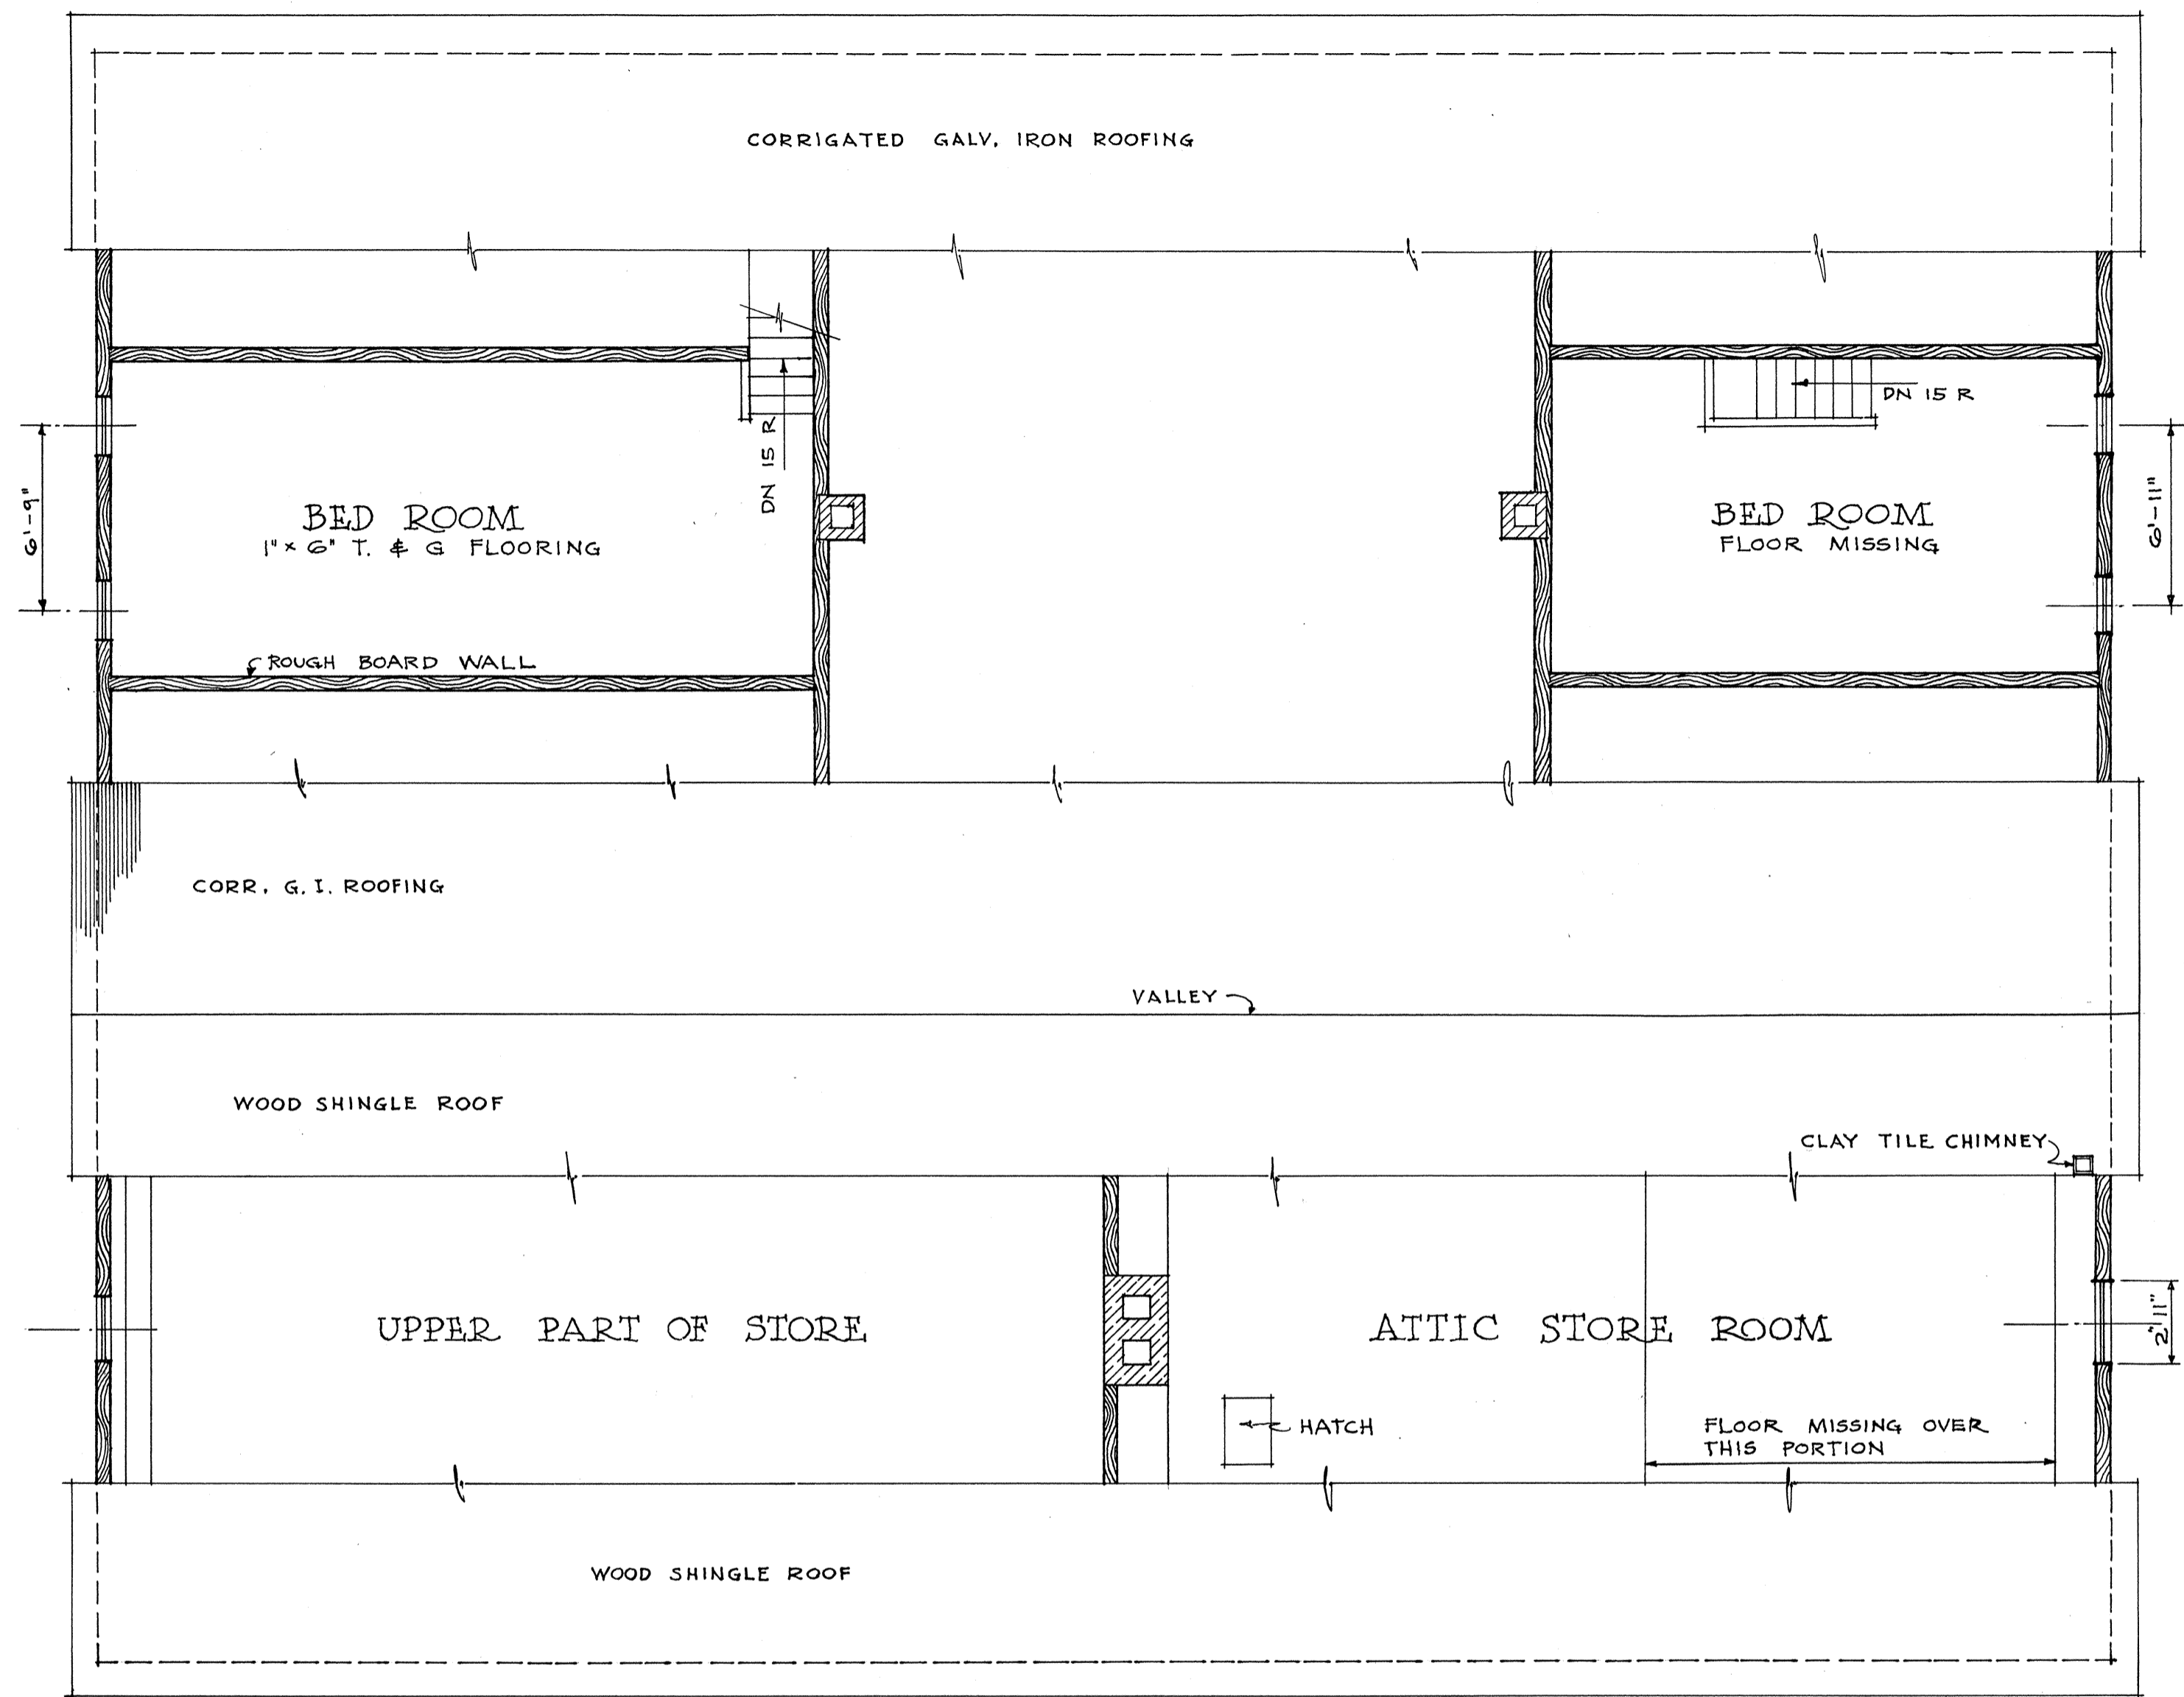 CORRIGATED GALV. IRON ROOFING
DN 15 R
DN 15 R
6'-9"
BED ROOM
1" x 6" T. & G FLOORING
BED ROOM
FLOOR MISSING
6'-11"
ROUGH BOARD WALL
CORR. G.I. ROOFING
VALLEY
WOOD SHINGLE ROOF
CLAY TILE CHIMNEY
UPPER PART OF STORE
ATTIC STORE ROOM
2'-11"
HATCH
FLOOR MISSING OVER
THIS PORTION
WOOD SHINGLE ROOF